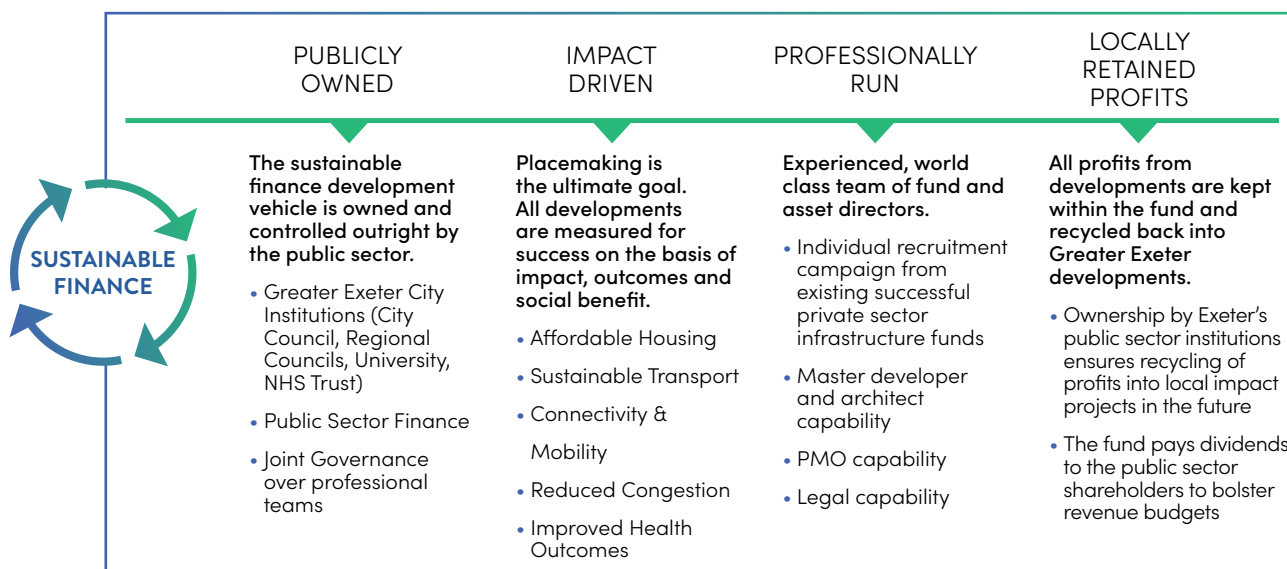 SUSTAINABLE
FINANCE
PUBLICLY
OWNED
The sustainable
finance development
vehicle is owned and
controlled outright by
the public sector.
• Greater Exeter City
Institutions (City
Council, Regional
Councils, University,
NHS Trust)
• Public Sector Finance
• Joint Governance
over professional
teams
IMPACT
DRIVEN
Placemaking is
the ultimate goal.
All developments
are measured for
success on the basis of
impact, outcomes and
social benefit.
• Affordable Housing
• Sustainable Transport
• Connectivity &
Mobility
• Reduced Congestion
• Improved Health
Outcomes
PROFESSIONALLY
RUN
Experienced, world
class team of fund and
asset directors.
• Individual recruitment
campaign from
existing successful
private sector
infrastructure funds
• Master developer
and architect
capability
• PMO capability
• Legal capability
LOCALLY
RETAINED
PROFITS
All profits from
developments are kept
within the fund and
recycled back into
Greater Exeter
developments.
• Ownership by Exeter's
public sector institutions
ensures recycling of
profits into local impact
projects in the future
• The fund pays dividends
to the public sector
shareholders to bolster
revenue budgets